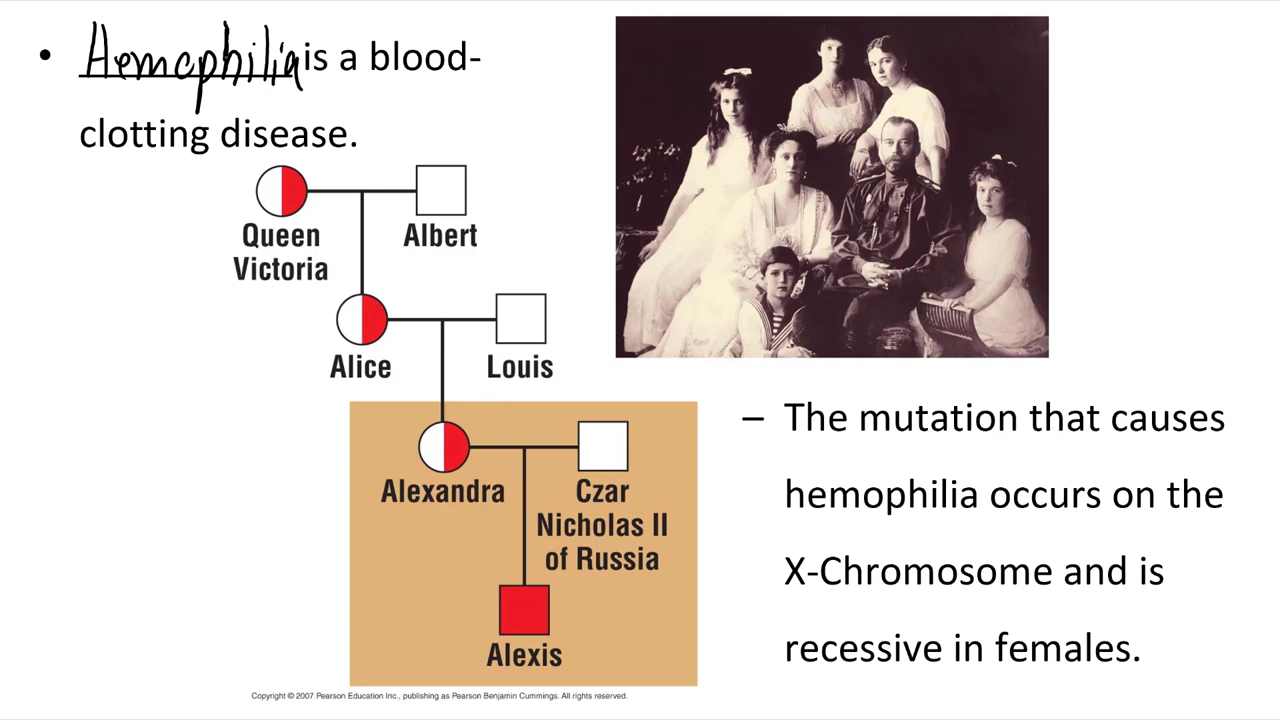 • Hemophilia is a blood-
clotting disease.
Queen
Victoria
Albert
Alice
Louis
Alexandra
Czar
Nicholas II
of Russia
Alexis
– The mutation that causes
hemophilia occurs on the
X-Chromosome and is
recessive in females.
Copyright © 2007 Pearson Education Inc., publishing as Pearson Benjamin Cummings. All rights reserved.